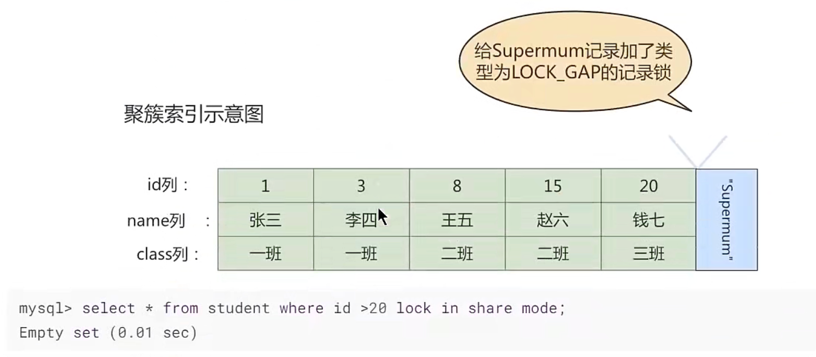 给Supermum记录加了类
型为LOCK_GAP的记录锁
聚簇索引示意图
id列： 1 3 8 15 20 "Supermum"
name列 ： 张三 李四 王五 赵六 钱七
class列： 一班 一班 二班 二班 三班
mysql> select * from student where id >20 lock in share mode;
Empty set (0.01 sec)